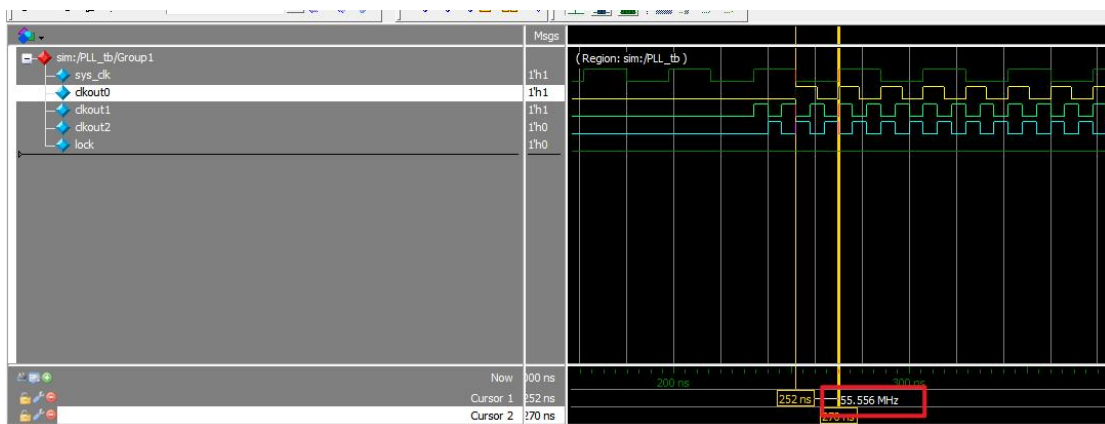 Msgs
sim:/PLL_tb/Group1
(Region: sim:/PLL_tb )
sys_clk 1'h1
clkout0 1'h1
clkout1 1'h1
clkout2 1'h0
lock 1'h0
Now 000 ns 200 ns 300 ns
Cursor 1 252 ns 252 ns 55.556 MHz
Cursor 2 270 ns 270 ns